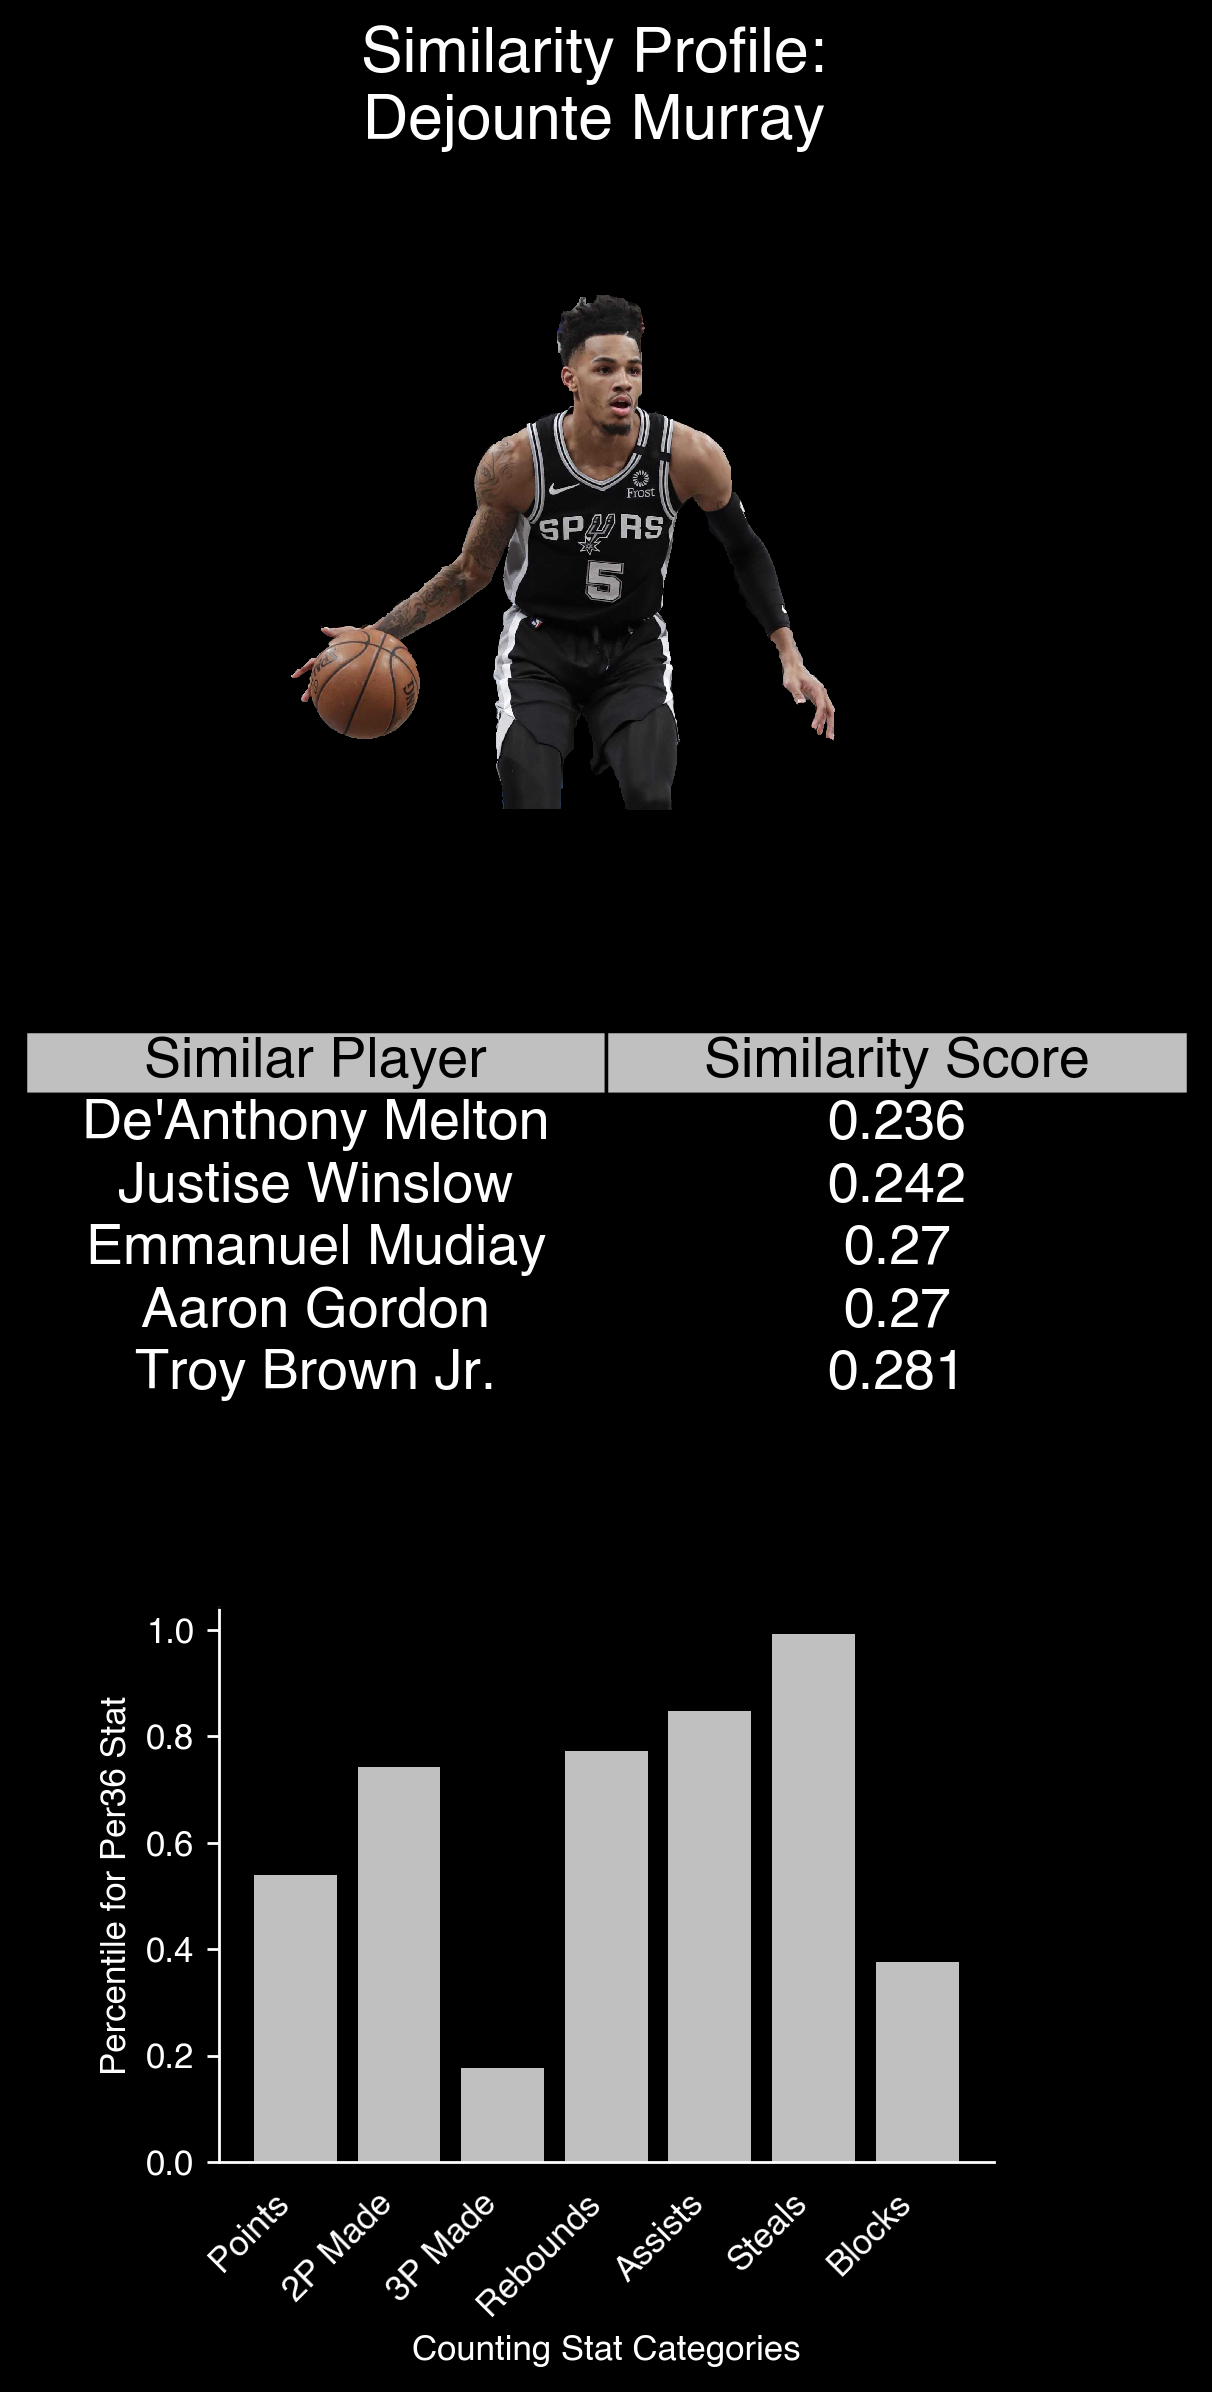 Similarity Profile:
Dejounte Murray
Frost
SPURS
5
Similar Player Similarity Score
De'Anthony Melton 0.236
Justise Winslow 0.242
Emmanuel Mudiay 0.27
Aaron Gordon 0.27
Troy Brown Jr. 0.281
Percentile for Per36 Stat
1.0
0.8
0.6
0.4
0.2
0.0
Points 2P Made 3P Made Rebounds Assists Steals Blocks
Counting Stat Categories